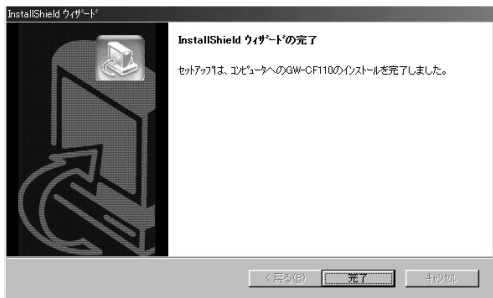 InstallShield ｳｨｻﾞｰﾄﾞ
InstallShield ｳｨｻﾞｰﾄﾞの完了
ｾｯﾄｱｯﾌﾟは、ｺﾝﾋﾟｭｰﾀへのGW-CF110のｲﾝｽﾄｰﾙを完了しました。
< 戻る(B)
完了
ｷｬﾝｾﾙ